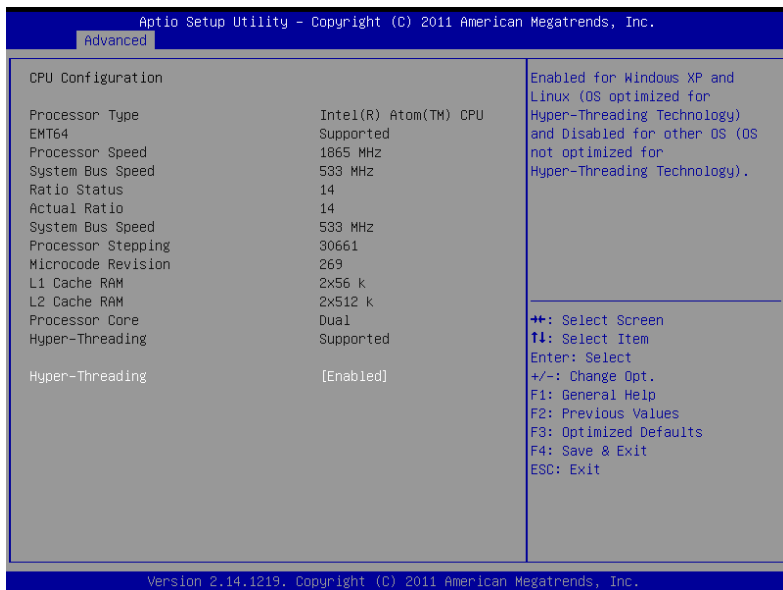 Aptio Setup Utility – Copyright (C) 2011 American Megatrends, Inc.
Advanced
CPU Configuration
Processor Type Intel(R) Atom(TM) CPU
EMT64 Supported
Processor Speed 1865 MHz
System Bus Speed 533 MHz
Ratio Status 14
Actual Ratio 14
System Bus Speed 533 MHz
Processor Stepping 30661
Microcode Revision 269
L1 Cache RAM 2x56 k
L2 Cache RAM 2x512 k
Processor Core Dual
Hyper-Threading Supported
Hyper-Threading [Enabled]
Enabled for Windows XP and
Linux (OS optimized for
Hyper-Threading Technology)
and Disabled for other OS (OS
not optimized for
Hyper-Threading Technology).
→←: Select Screen
↑↓: Select Item
Enter: Select
+/-: Change Opt.
F1: General Help
F2: Previous Values
F3: Optimized Defaults
F4: Save & Exit
ESC: Exit
Version 2.14.1219. Copyright (C) 2011 American Megatrends, Inc.